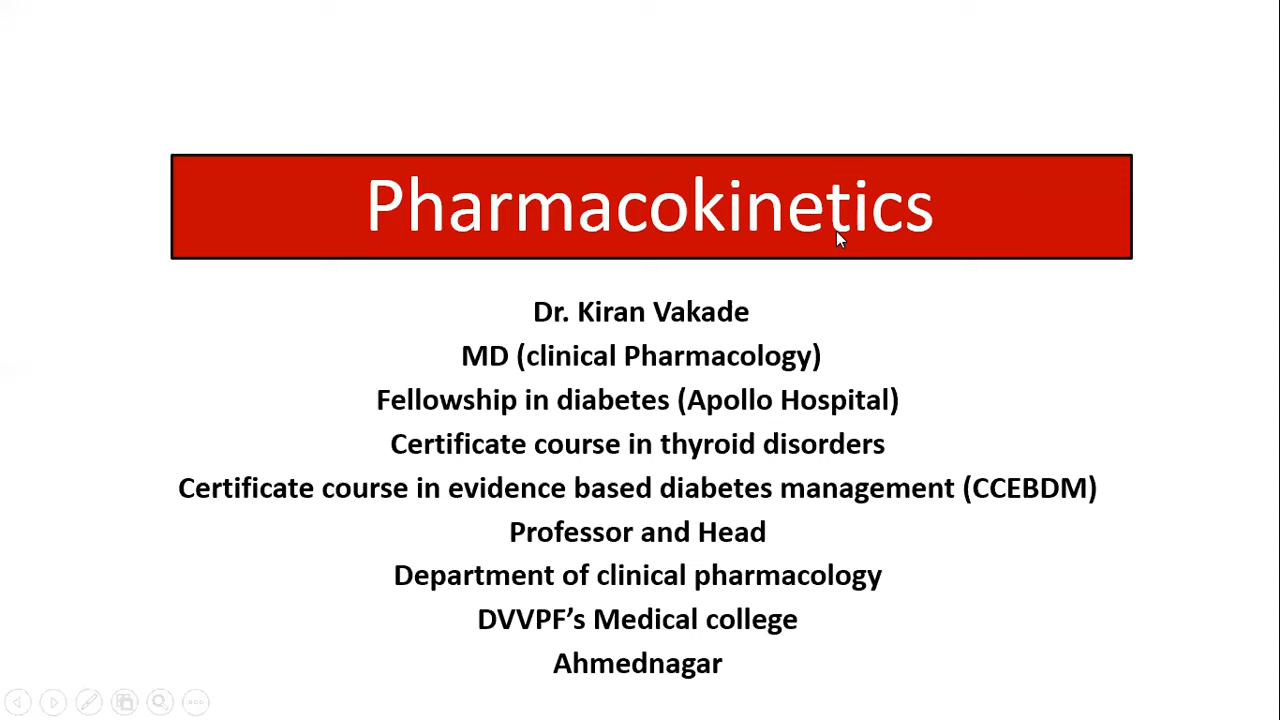 Pharmacokinetics
Dr. Kiran Vakade
MD (clinical Pharmacology)
Fellowship in diabetes (Apollo Hospital)
Certificate course in thyroid disorders
Certificate course in evidence based diabetes management (CCEBDM)
Professor and Head
Department of clinical pharmacology
DVVPF’s Medical college
Ahmednagar